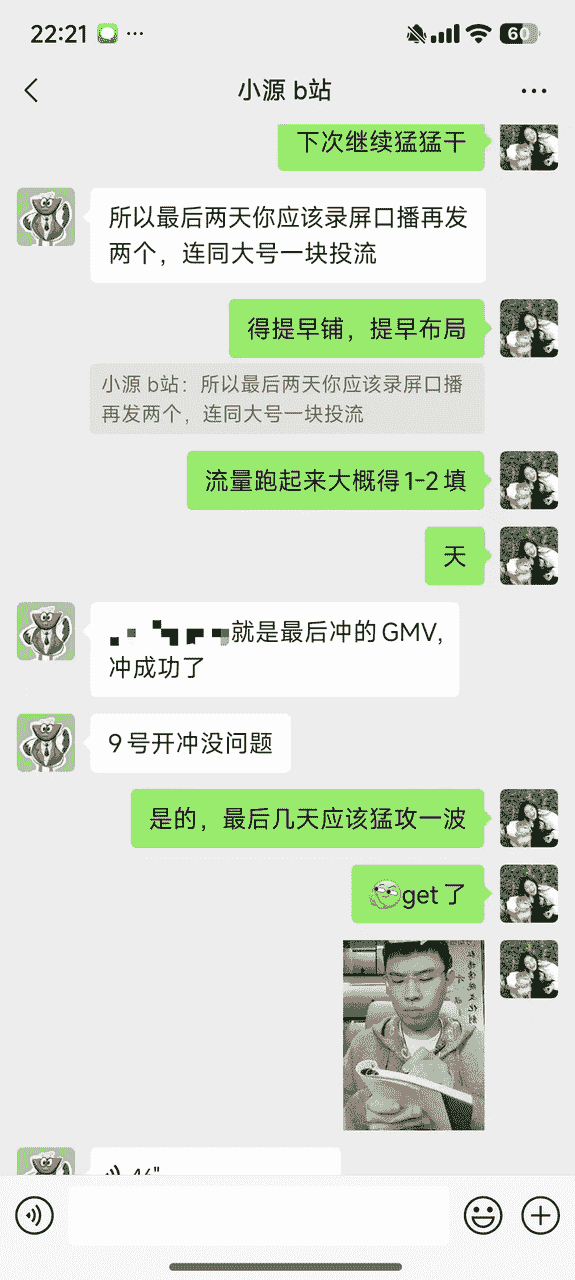 22:21
60
小源 b站
下次继续猛猛干
所以最后两天你应该录屏口播再发
两个，连同大号一块投流
得提早铺，提早布局
小源 b站：所以最后两天你应该录屏口播
再发两个，连同大号一块投流
流量跑起来大概得1-2填
天
就是最后冲的GMV，
冲成功了
9号开冲没问题
是的，最后几天应该猛攻一波
get了
46"